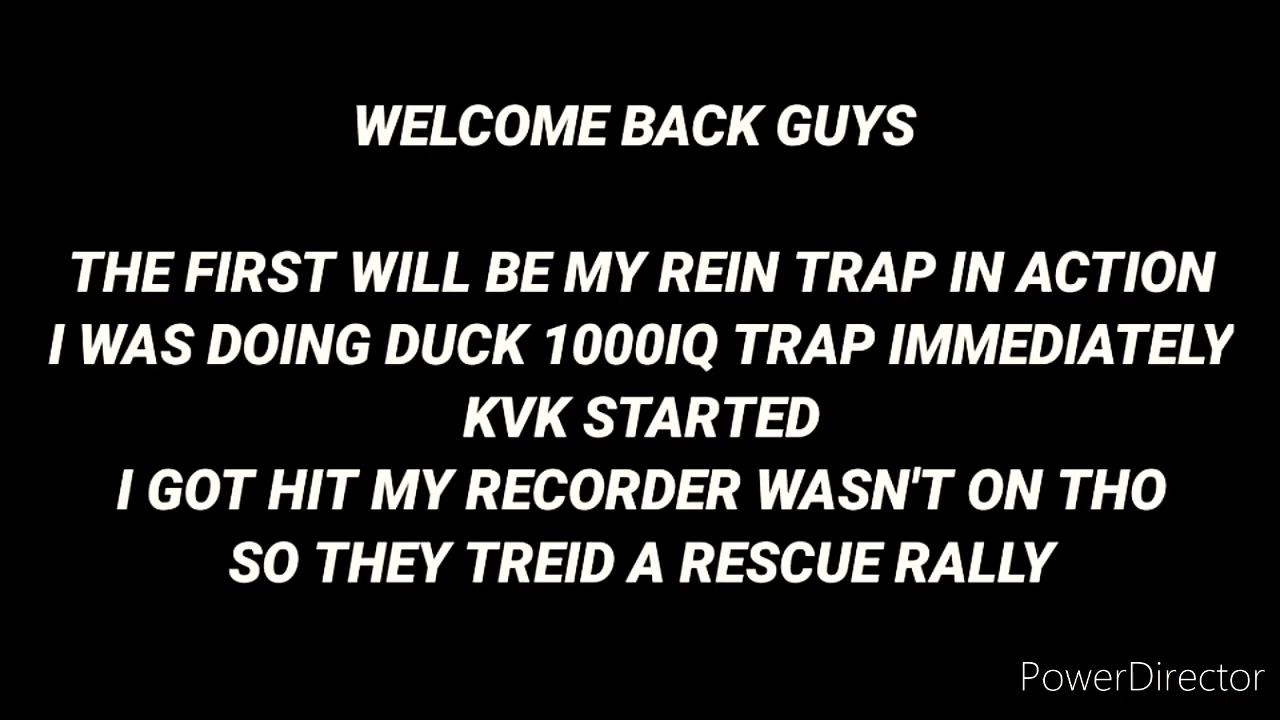 WELCOME BACK GUYS
THE FIRST WILL BE MY REIN TRAP IN ACTION
I WAS DOING DUCK 1000IQ TRAP IMMEDIATELY
KVK STARTED
I GOT HIT MY RECORDER WASN'T ON THO
SO THEY TREID A RESCUE RALLY
PowerDirector